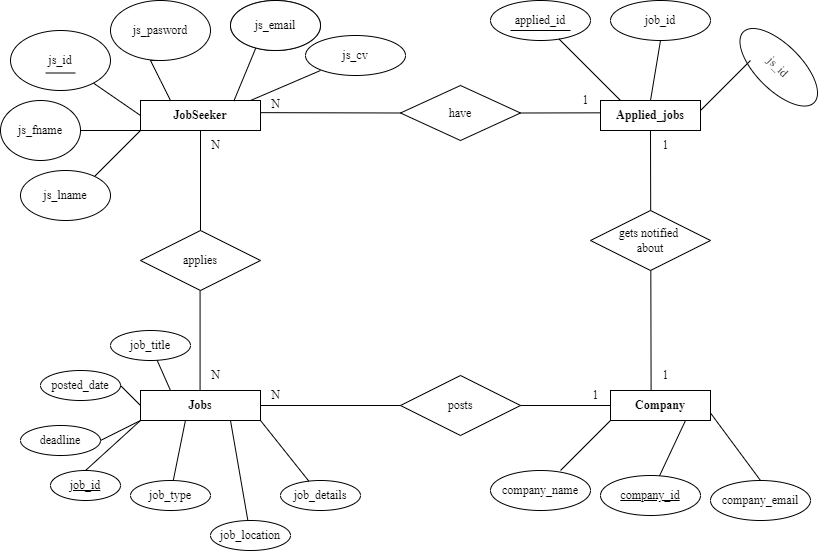 js_pasword
js_email
applied_id
job_id
js_id
js_cv
js_id
N
1
JobSeeker
have
Applied_jobs
js_fname
N
1
js_lname
gets notified
about
applies
job_title
N
1
posted_date
N
1
Jobs
posts
Company
deadline
job_id
job_type
job_details
company_name
company_id
company_email
job_location